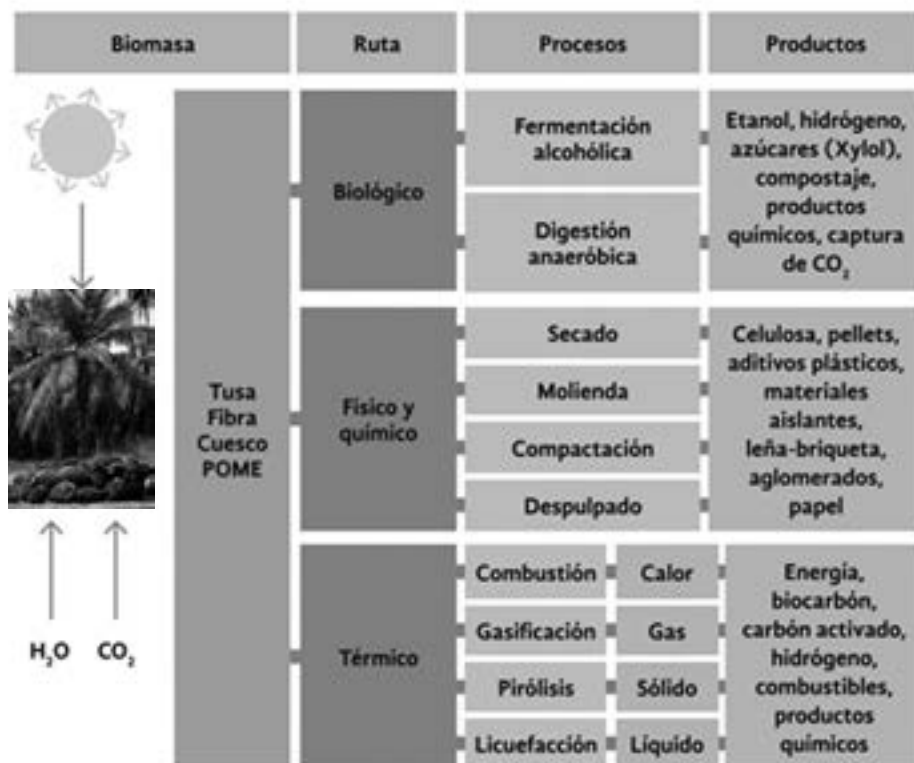 Biomasa
Ruta
Procesos
Productos
Tusa
Fibra
Cuesco
POME
H₂O
CO₂
Biológico
Fermentación
alcohólica
Digestión
anaeróbica
Etanol, hidrógeno,
azúcares (Xylol),
compostaje,
productos
químicos, captura
de CO₂
Físico y
químico
Secado
Molienda
Compactación
Despulpado
Celulosa, pellets,
aditivos plásticos,
materiales
aislantes,
leña-briqueta,
aglomerados,
papel
Térmico
Combustión
Calor
Gasificación
Gas
Pirólisis
Sólido
Licuefacción
Líquido
Energía,
biocarbón,
carbón activado,
hidrógeno,
combustibles,
productos
químicos